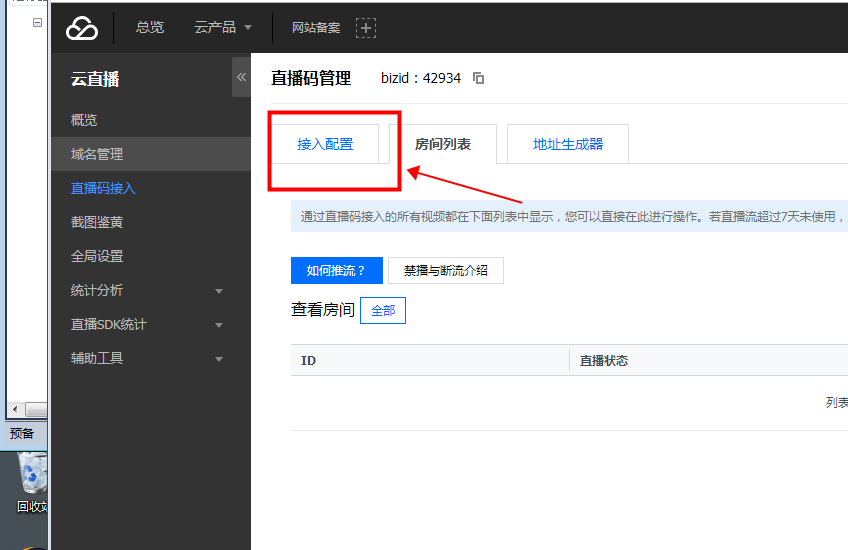 总览 云产品 网站备案
云直播
概览
域名管理
直播码接入
截图鉴黄
全局设置
统计分析
直播SDK统计
辅助工具
直播码管理 bizid：42934
接入配置 房间列表 地址生成器
通过直播码接入的所有视频都在下面列表中显示，您可以直接在此进行操作。若直播流超过7天未使用，
如何推流？ 禁播与断流介绍
查看房间 全部
ID 直播状态
列表
预备
回收站